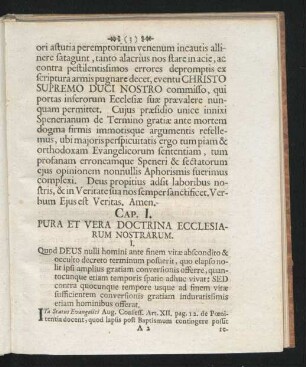 (3)
ori astutia peremptorium venenum incautis alli-
nere satagunt, tanto alacrius nos stare in acie, ac
contra pestilentissimos errores depromptis ex
scriptura armis pugnare decet, eventu CHRISTO
SUPREMO DUCI NOSTRO commisso, qui
portas inferorum Ecclesiæ suæ prævalere nun-
quam permittet. Cujus præsidio unice innixi
Spenerianum de Termino gratiæ ante mortem
dogma firmis immotisque argumentis refelle-
mus, ubi majoris perspicuitatis ergo tum piam &
orthodoxam Evangelicorum sententiam, tum
profanam erroneamque Speneri & sectatorum
ejus opinionem nonnullis Aphorismis fuerimus
complexi. Deus propitius adsit laboribus no-
stris, & in Veritate sua nos semper sanctificet, Ver-
bum Ejus est Veritas, Amen.
CAP. I.
PURA ET VERA DOCTRINA ECCLESIA-
RUM NOSTRARUM.
I.
Quod DEUS nulli homini ante finem vitæ abscondito &
occulto decreto terminum posuerit, quo elapso no-
lit ipsi amplius gratiam conversionis offerre, quan-
tocunque etiam temporis spatio adhuc vivat: SED
contra quocunque tempore usque ad finem vitæ
sufficientem conversionis gratiam induratissimis
etiam hominibus offerat.
Ita Status Evangelici Aug. Confess. Art. XII. pag. 12. de Pœni-
tentia docent, quod lapsis post Baptismum contingere possit
A 2 re-